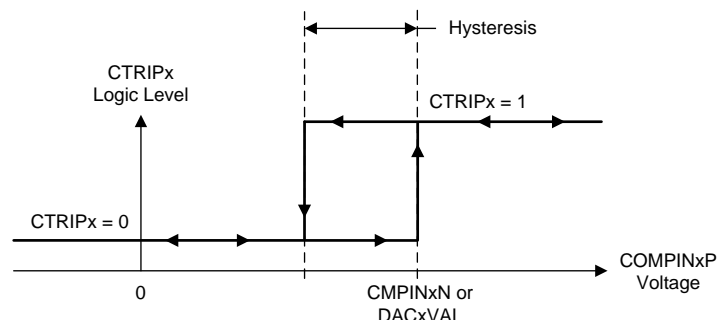 Hysteresis
CTRIPx
Logic Level
CTRIPx = 1
CTRIPx = 0
COMPINxP
Voltage
0
CMPINxN or
DACxVAL